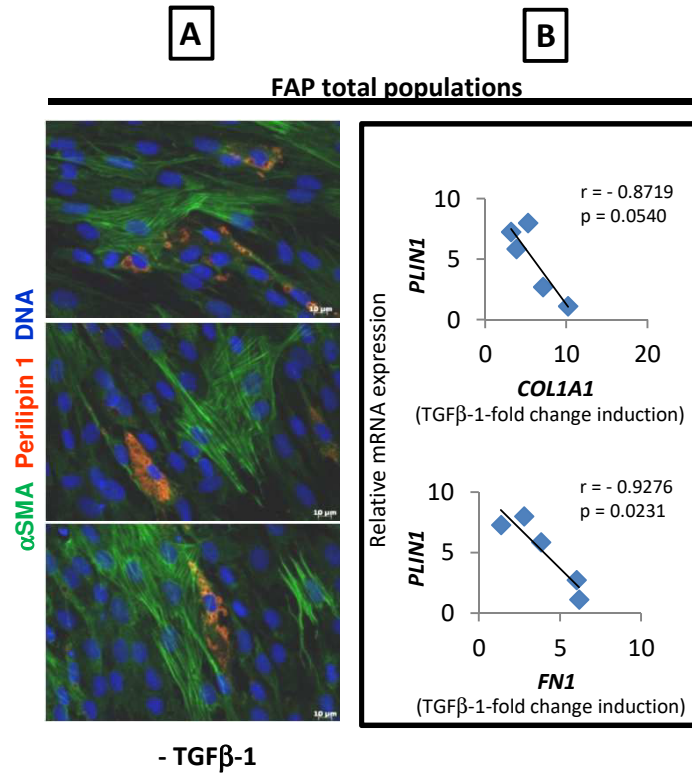 A
B
FAP total populations
αSMA Perilipin 1 DNA
10 µm
10 µm
10 µm
- TGFβ-1
Relative mRNA expression
r = - 0.8719
p = 0.0540
PLIN1
10
5
0
0 10 20
COL1A1
(TGFβ-1-fold change induction)
r = - 0.9276
p = 0.0231
PLIN1
10
5
0
0 5 10
FN1
(TGFβ-1-fold change induction)